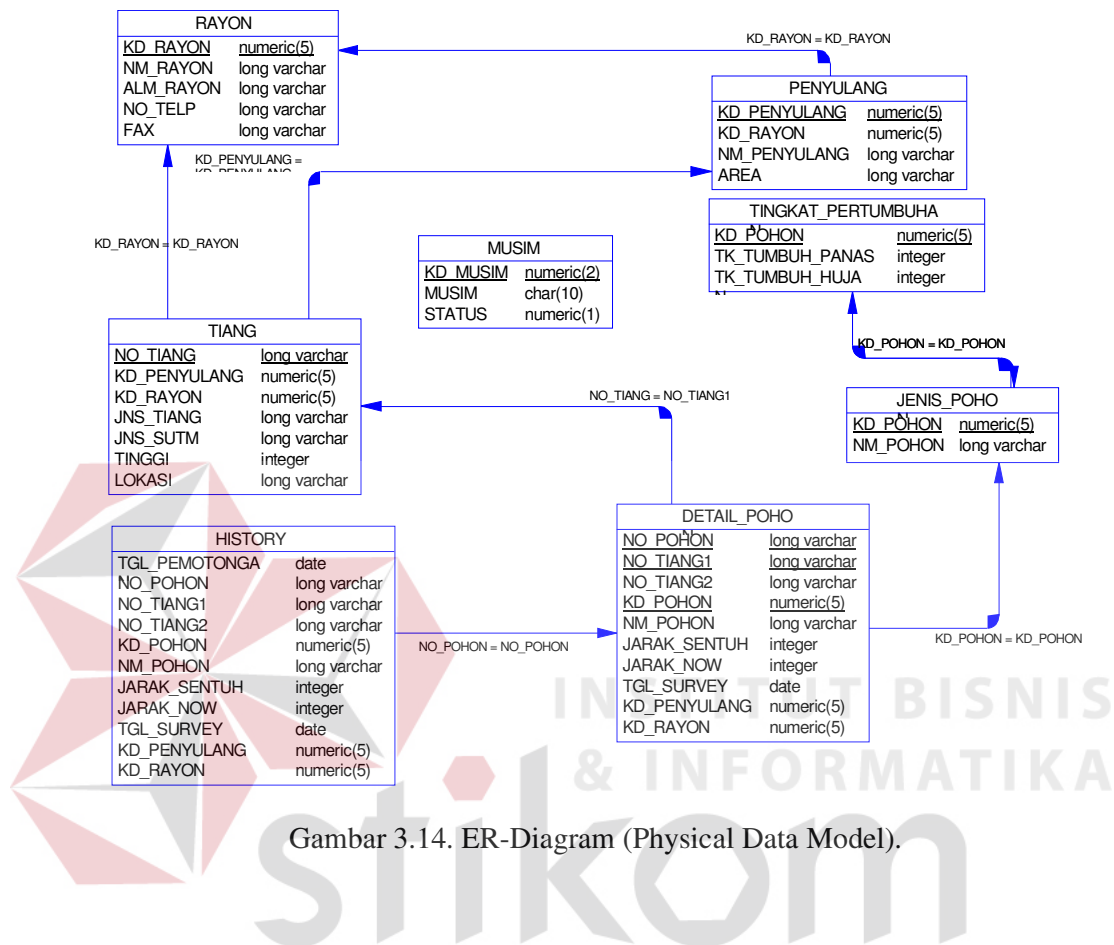 RAYON
KD_RAYON numeric(5)
NM_RAYON long varchar
ALM_RAYON long varchar
NO_TELP long varchar
FAX long varchar
KD_RAYON = KD_RAYON
PENYULANG
KD_PENYULANG numeric(5)
KD_RAYON numeric(5)
NM_PENYULANG long varchar
AREA long varchar
KD_PENYULANG =
KD_PENYULANG
KD_RAYON = KD_RAYON
TINGKAT_PERTUMBUHA
KD_POHON numeric(5)
TK_TUMBUH_PANAS integer
TK_TUMBUH_HUJA integer
MUSIM
KD_MUSIM numeric(2)
MUSIM char(10)
STATUS numeric(1)
KD_POHON = KD_POHON
TIANG
NO_TIANG long varchar
KD_PENYULANG numeric(5)
KD_RAYON numeric(5)
JNS_TIANG long varchar
JNS_SUTM long varchar
TINGGI integer
LOKASI long varchar
NO_TIANG = NO_TIANG1
JENIS_POHO
N
KD_POHON numeric(5)
NM_POHON long varchar
DETAIL_POHO
N
NO_POHON long varchar
NO_TIANG1 long varchar
NO_TIANG2 long varchar
KD_POHON numeric(5)
NM_POHON long varchar
JARAK_SENTUH integer
JARAK_NOW integer
TGL_SURVEY date
KD_PENYULANG numeric(5)
KD_RAYON numeric(5)
KD_POHON = KD_POHON
HISTORY
TGL_PEMOTONGA date
NO_POHON long varchar
NO_TIANG1 long varchar
NO_TIANG2 long varchar
KD_POHON numeric(5)
NM_POHON long varchar
JARAK_SENTUH integer
JARAK_NOW integer
TGL_SURVEY date
KD_PENYULANG numeric(5)
KD_RAYON numeric(5)
NO_POHON = NO_POHON
INSTITUT BISNIS
& INFORMATIKA
stikom
Gambar 3.14. ER-Diagram (Physical Data Model).